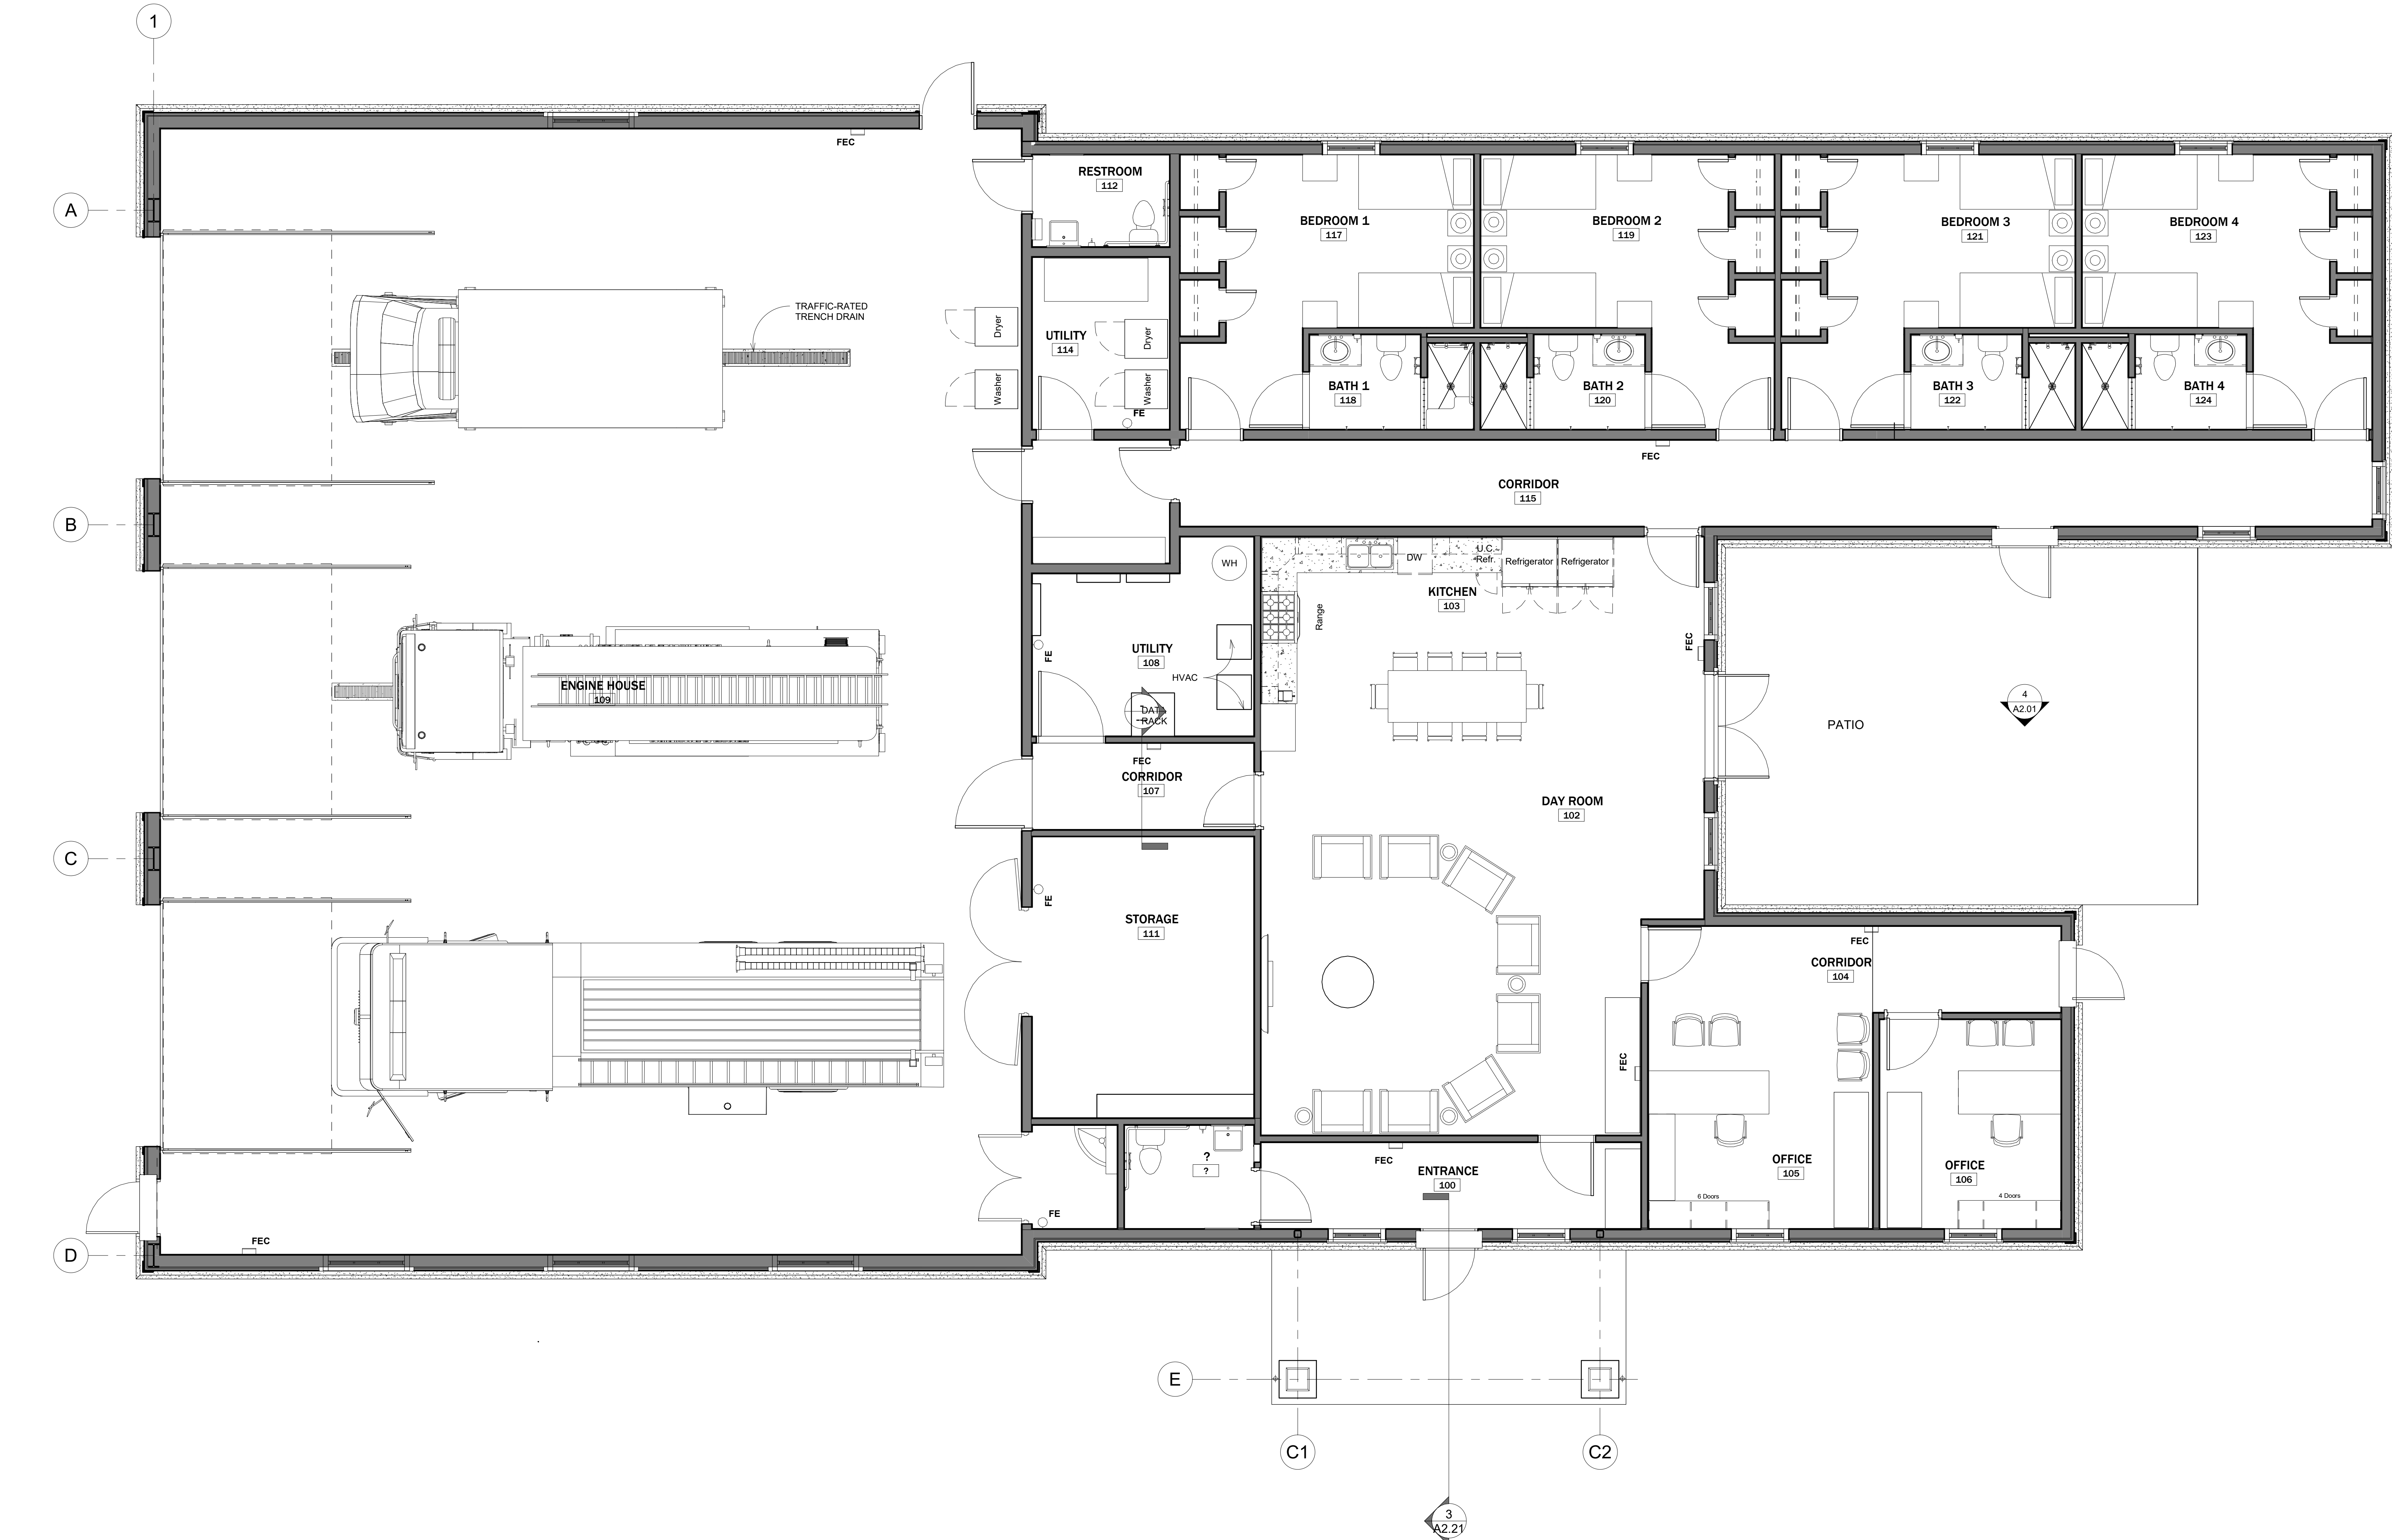 1
A
B
C
D
E
C1
C2
FEC
RESTROOM
112
BEDROOM 1
117
BEDROOM 2
119
BEDROOM 3
121
BEDROOM 4
123
TRAFFIC-RATED
TRENCH DRAIN
Dryer
Washer
UTILITY
114
Dryer
Washer
FE
BATH 1
118
BATH 2
120
BATH 3
122
BATH 4
124
FEC
CORRIDOR
115
WH
DW
U.C.
Refr.
Refrigerator
Refrigerator
KITCHEN
103
Range
FEC
FE
UTILITY
108
HVAC
DATA
RACK
ENGINE HOUSE
109
PATIO
4
A2.01
FEC
CORRIDOR
107
DAY ROOM
102
FE
STORAGE
111
FEC
CORRIDOR
104
FEC
?
?
FEC
ENTRANCE
100
OFFICE
105
OFFICE
106
6 Doors
4 Doors
FE
FEC
3
A2.21